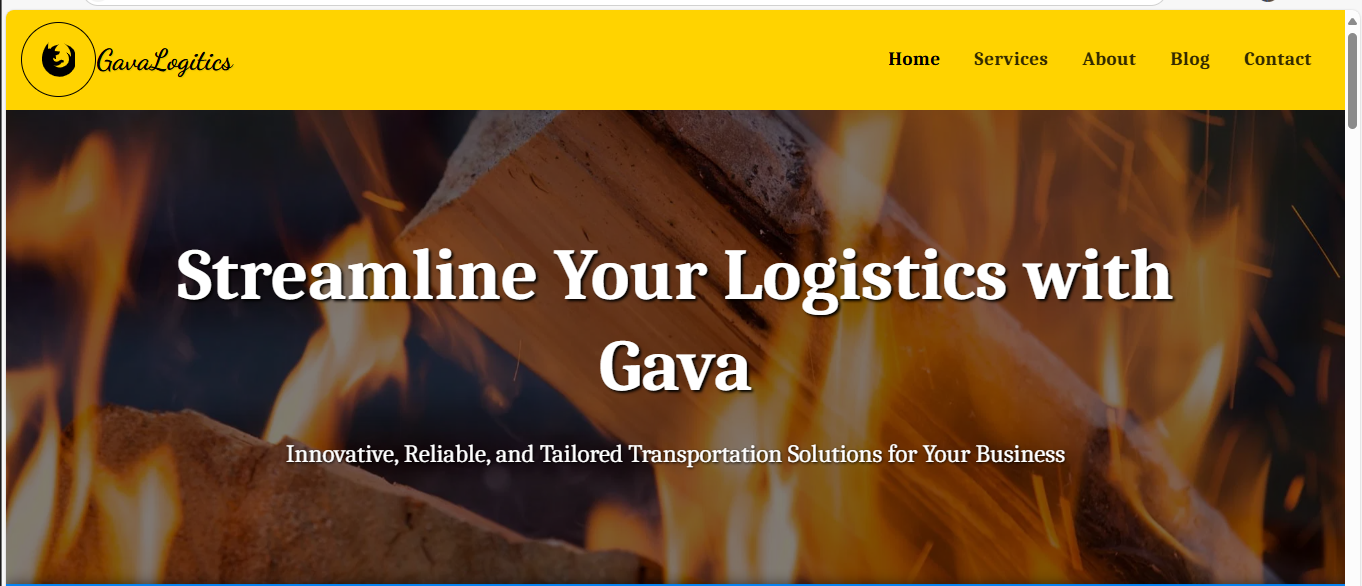 GavaLogitics
Home Services About Blog Contact
Streamline Your Logistics with
Gava
Innovative, Reliable, and Tailored Transportation Solutions for Your Business